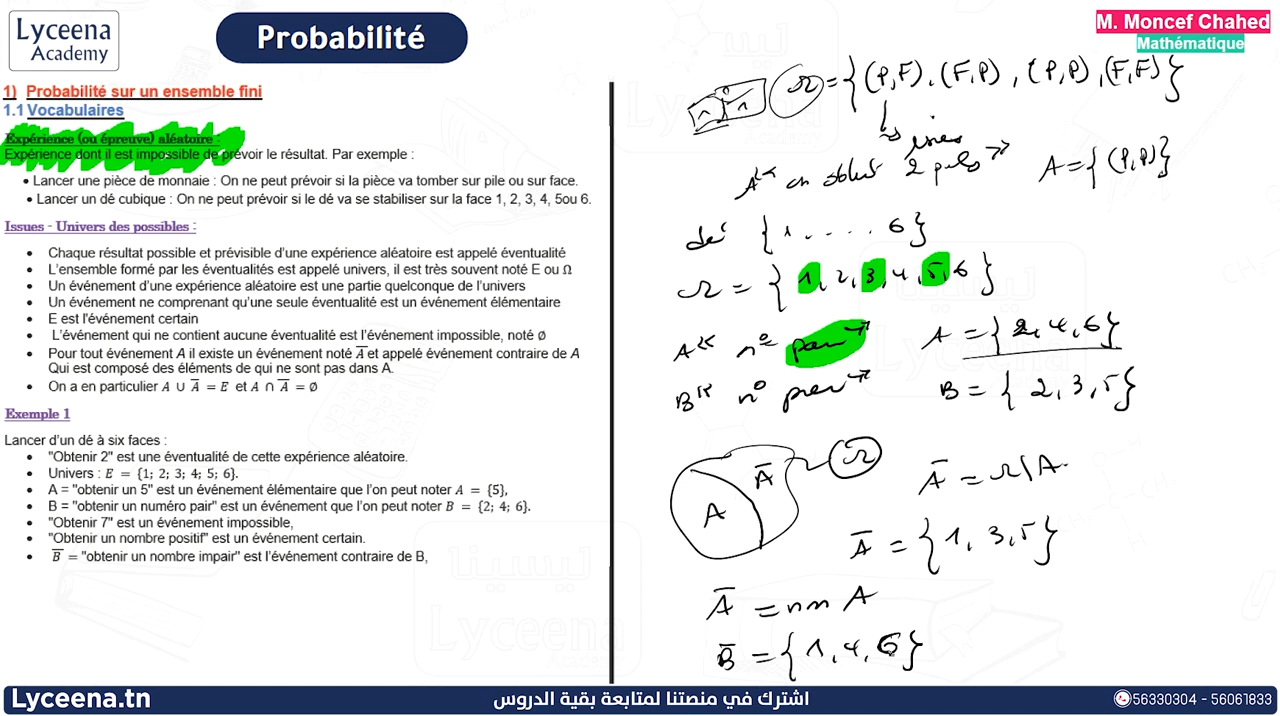 Lyceena
Academy
Probabilité
M. Moncef Chahed
Mathématique
1) Probabilité sur un ensemble fini
1.1 Vocabulaires
Expérience (ou épreuve) aléatoire :
Expérience dont il est impossible de prévoir le résultat. Par exemple :
• Lancer une pièce de monnaie : On ne peut prévoir si la pièce va tomber sur pile ou sur face.
• Lancer un dé cubique : On ne peut prévoir si le dé va se stabiliser sur la face 1, 2, 3, 4, 5ou 6.
Issues - Univers des possibles :
• Chaque résultat possible et prévisible d'une expérience aléatoire est appelé éventualité
• L'ensemble formé par les éventualités est appelé univers, il est très souvent noté E ou Ω
• Un événement d'une expérience aléatoire est une partie quelconque de l'univers
• Un événement ne comprenant qu'une seule éventualité est un événement élémentaire
• E est l'événement certain
• L'événement qui ne contient aucune éventualité est l'événement impossible, noté ∅
• Pour tout événement A il existe un événement noté A̅ et appelé événement contraire de A
Qui est composé des éléments de qui ne sont pas dans A.
• On a en particulier A ∪ A̅ = E et A ∩ A̅ = ∅
Exemple 1
Lancer d'un dé à six faces :
• "Obtenir 2" est une éventualité de cette expérience aléatoire.
• Univers : E = {1; 2; 3; 4; 5; 6}.
• A = "obtenir un 5" est un événement élémentaire que l'on peut noter A = {5},
• B = "obtenir un numéro pair" est un événement que l'on peut noter B = {2; 4; 6}.
• "Obtenir 7" est un événement impossible,
• "Obtenir un nombre positif" est un événement certain.
• B̅ = "obtenir un nombre impair" est l'événement contraire de B,
Ω = {(P,F), (F,P), (P,P), (F,F)}
A "on obtient 2 piles" A = {(P,P)}
dé {1 .... 6}
Ω = {1, 2, 3, 4, 5, 6}
A "n° pair" A = {2, 4, 6}
B "n° premier" B = {2, 3, 5}
A A̅ Ω
A̅ = Ω\A
A̅ = {1, 3, 5}
A̅ = non A
B̅ = {1, 4, 6}
Lyceena.tn
اشترك في منصتنا لمتابعة بقية الدروس
56330304 - 56061833